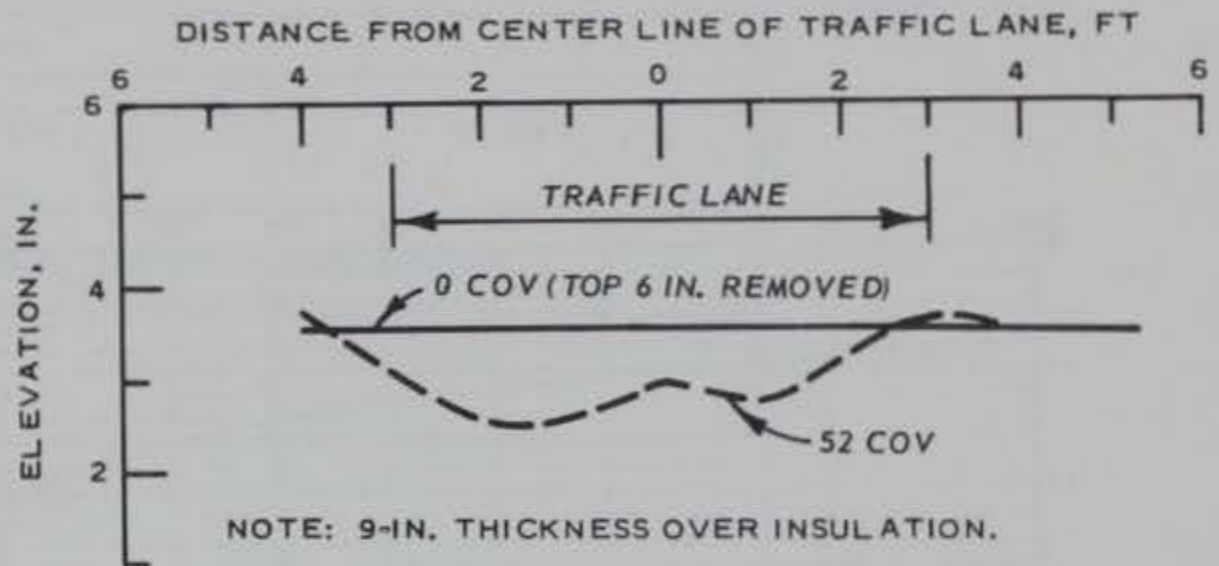 DISTANCE FROM CENTER LINE OF TRAFFIC LANE, FT
6 4 2 0 2 4 6
6
TRAFFIC LANE
ELEVATION, IN.
4
0 COV (TOP 6 IN. REMOVED)
52 COV
2
NOTE: 9-IN. THICKNESS OVER INSULATION.